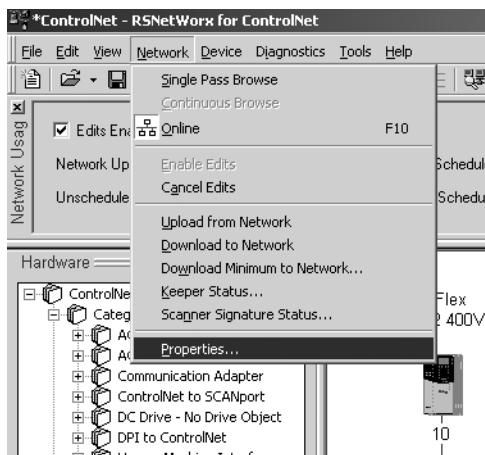 *ControlNet - RSNetWorx for ControlNet
File Edit View Network Device Diagnostics Tools Help
Single Pass Browse
Continuous Browse
Online F10
Enable Edits
Cancel Edits
Upload from Network
Download to Network
Download Minimum to Network...
Keeper Status...
Scanner Signature Status...
Properties...
Network Usag
Edits Ena
Network Up
Schedul
Unschedule
Schedu
Hardware
ControlNe
Categ
AC
AC
Communication Adapter
ControlNet to SCANport
DC Drive - No Drive Object
DPI to ControlNet
Flex
2 400V
10